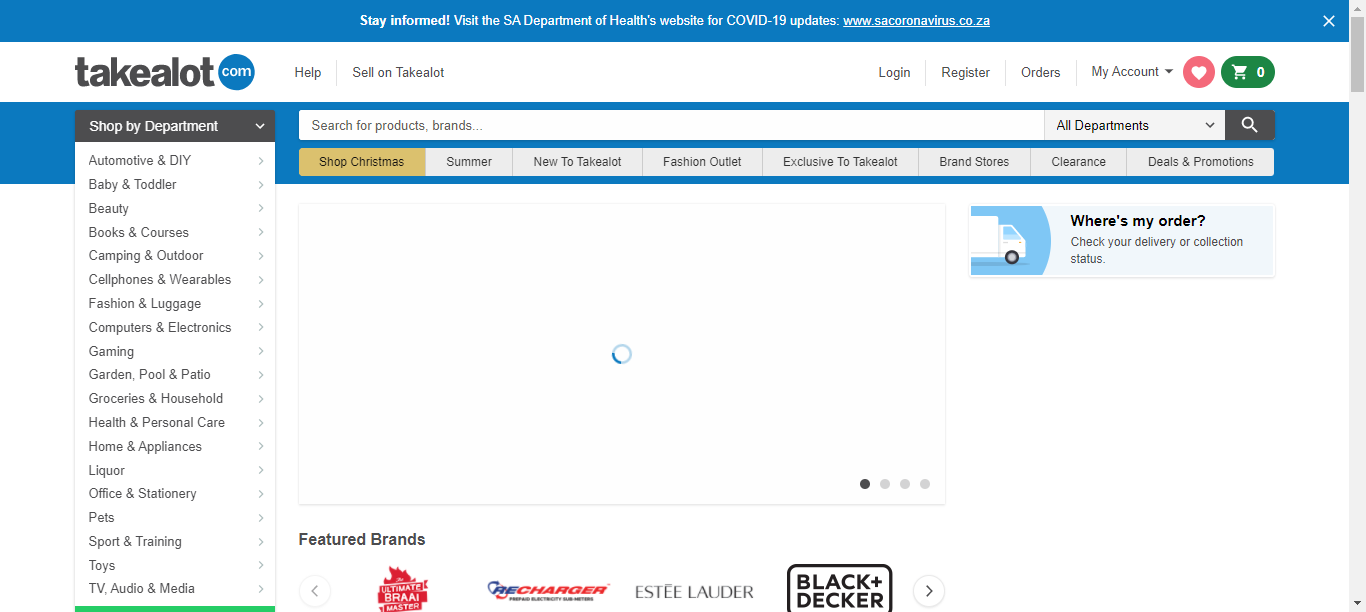 Stay informed! Visit the SA Department of Health's website for COVID-19 updates: www.sacoronavirus.co.za
takealot com
Help
Sell on Takealot
Login
Register
Orders
My Account
0
Shop by Department
Search for products, brands...
All Departments
Shop Christmas
Summer
New To Takealot
Fashion Outlet
Exclusive To Takealot
Brand Stores
Clearance
Deals & Promotions
Automotive & DIY
Baby & Toddler
Beauty
Books & Courses
Camping & Outdoor
Cellphones & Wearables
Fashion & Luggage
Computers & Electronics
Gaming
Garden, Pool & Patio
Groceries & Household
Health & Personal Care
Home & Appliances
Liquor
Office & Stationery
Pets
Sport & Training
Toys
TV, Audio & Media
Where's my order?
Check your delivery or collection
status.
Featured Brands
The
ULTIMATE
BRAAI
MASTER
RECHARGER
PREPAID ELECTRICITY SUB-METERS
ESTĒE LAUDER
BLACK+
DECKER